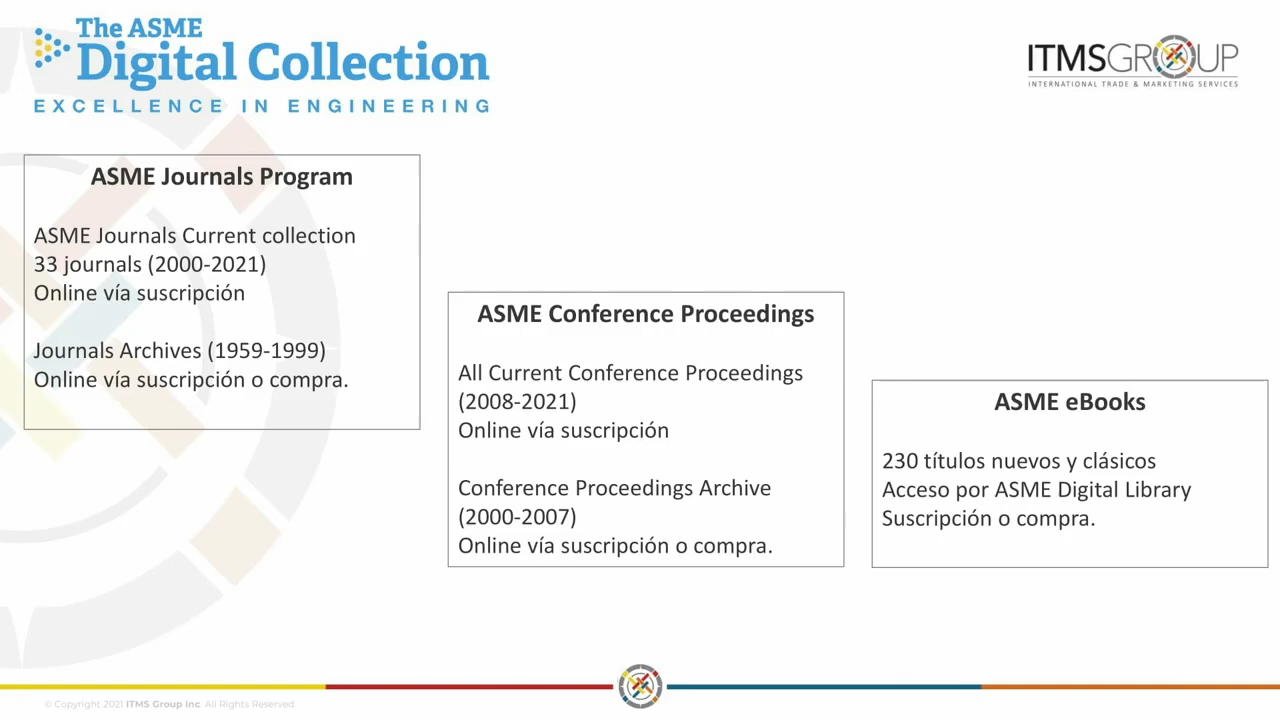 The ASME
Digital Collection
EXCELLENCE IN ENGINEERING
ITMSGROUP
INTERNATIONAL TRADE & MARKETING SERVICES
ASME Journals Program
ASME Journals Current collection
33 journals (2000-2021)
Online vía suscripción
Journals Archives (1959-1999)
Online vía suscripción o compra.
ASME Conference Proceedings
All Current Conference Proceedings
(2008-2021)
Online vía suscripción
Conference Proceedings Archive
(2000-2007)
Online vía suscripción o compra.
ASME eBooks
230 títulos nuevos y clásicos
Acceso por ASME Digital Library
Suscripción o compra.
© Copyright 2021 ITMS Group Inc. All Rights Reserved.